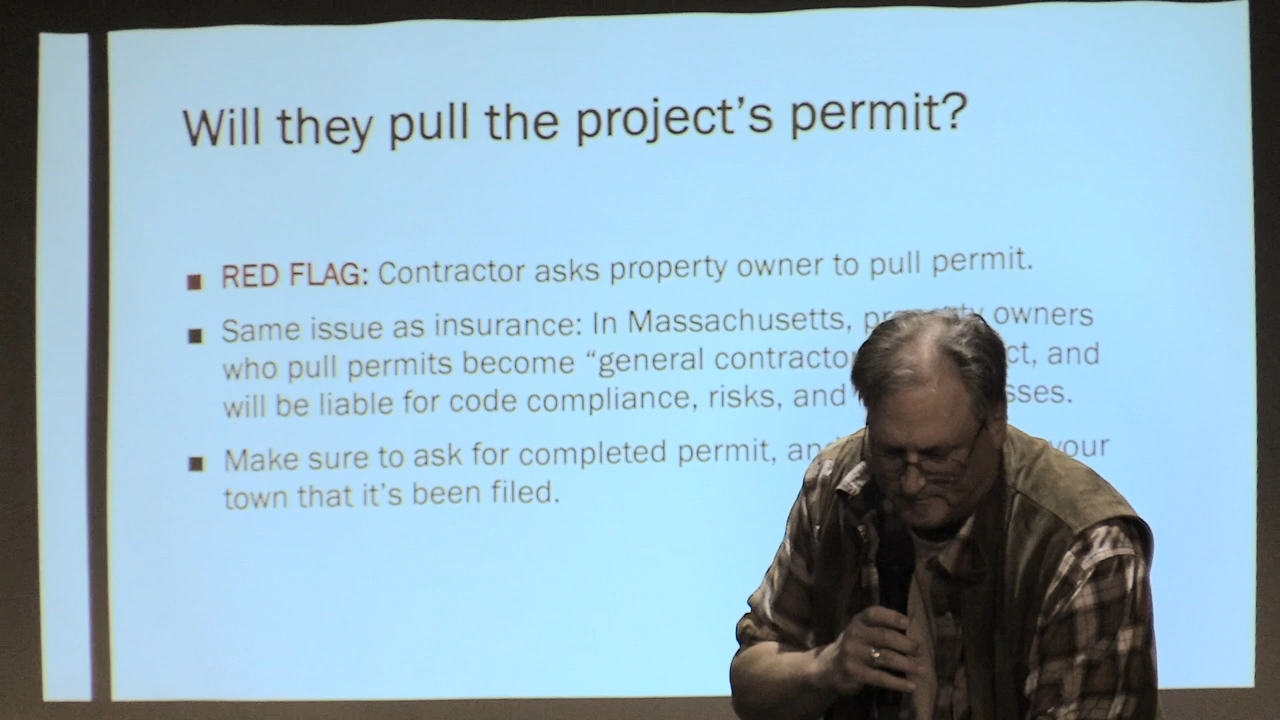 Will they pull the project's permit?
RED FLAG: Contractor asks property owner to pull permit.
Same issue as insurance: In Massachusetts, property owners
who pull permits become “general contractor ct, and
will be liable for code compliance, risks, and sses.
Make sure to ask for completed permit, and your
town that it's been filed.